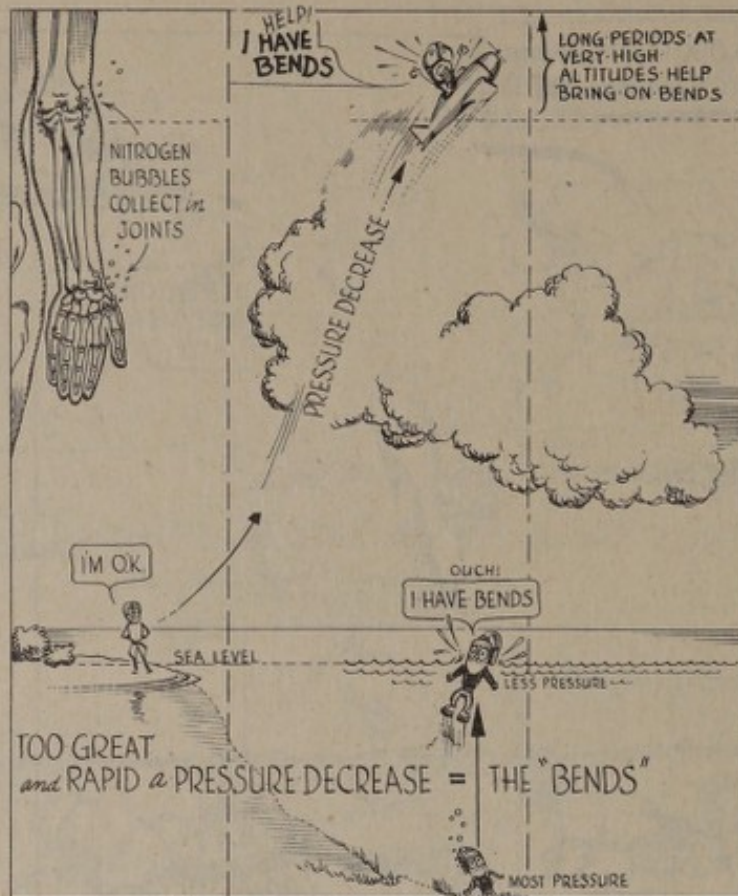 HELP!
I HAVE
BENDS
LONG PERIODS AT
VERY HIGH
ALTITUDES HELP
BRING ON BENDS
NITROGEN
BUBBLES
COLLECT in
JOINTS
PRESSURE DECREASE
I'M O.K.
OUCH!
I HAVE BENDS
SEA LEVEL
LESS PRESSURE
TOO GREAT
and RAPID a PRESSURE DECREASE = THE "BENDS"
MOST PRESSURE